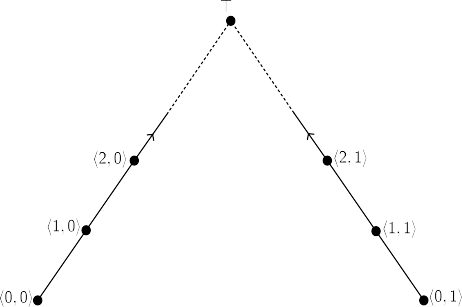 ⟨2, 0⟩ ⟨2, 1⟩
⟨1, 0⟩ ⟨1, 1⟩
⟨0, 0⟩ ⟨0, 1⟩